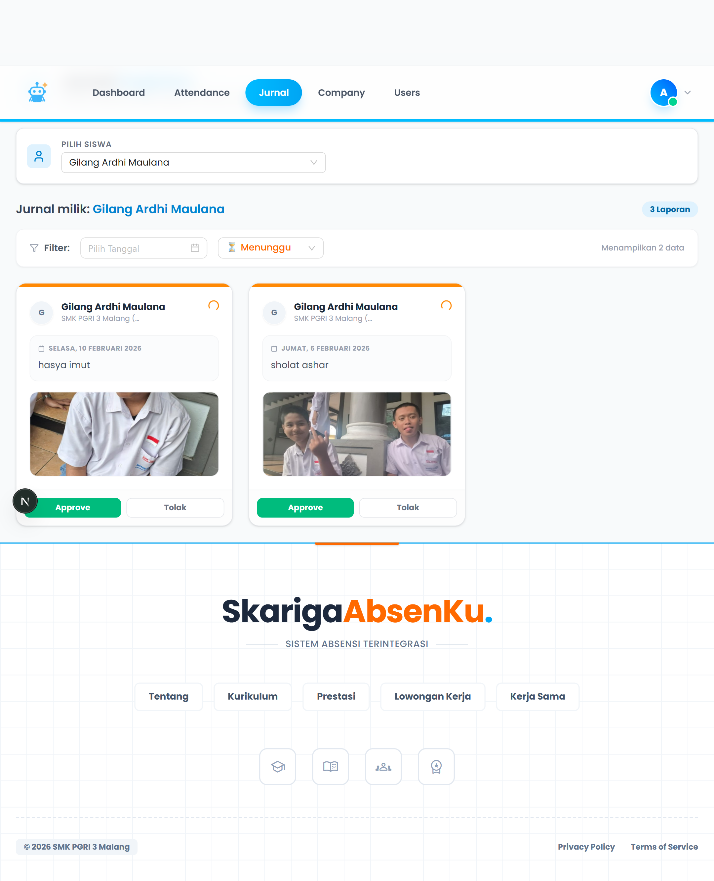 Dashboard
Attendance
Jurnal
Company
Users
A
PILIH SISWA
Gilang Ardhi Maulana
Jurnal milik: Gilang Ardhi Maulana
3 Laporan
Filter:
Pilih Tanggal
Menunggu
Menampilkan 2 data
G
Gilang Ardhi Maulana
SMK PGRI 3 Malang (...
SELASA, 10 FEBRUARI 2026
hasya imut
Approve
Tolak
G
Gilang Ardhi Maulana
SMK PGRI 3 Malang (...
JUMAT, 6 FEBRUARI 2026
sholat ashar
Approve
Tolak
N
SkarigaAbsenKu.
SISTEM ABSENSI TERINTEGRASI
Tentang
Kurikulum
Prestasi
Lowongan Kerja
Kerja Sama
© 2026 SMK PGRI 3 Malang
Privacy Policy
Terms of Service